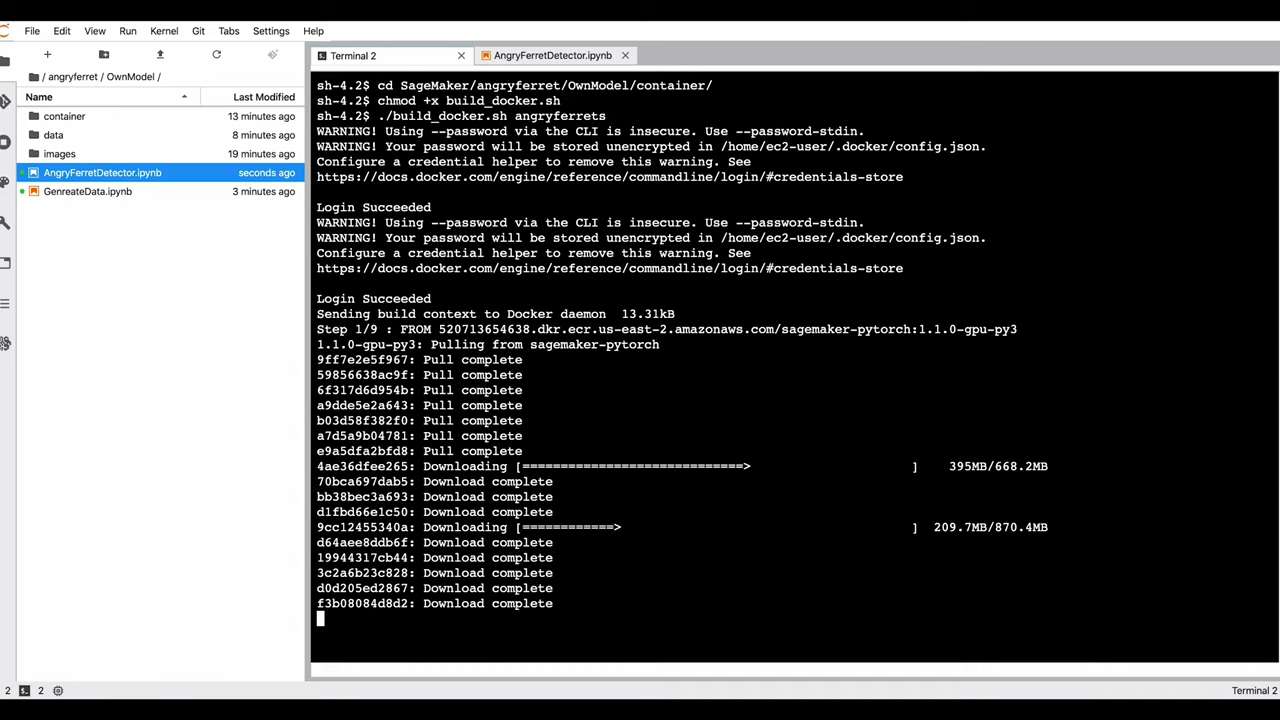 File Edit View Run Kernel Git Tabs Settings Help
Terminal 2
AngryFerretDetector.ipynb
/ angryferret / OwnModel /
Name Last Modified
container 13 minutes ago
data 8 minutes ago
images 19 minutes ago
AngryFerretDetector.ipynb seconds ago
GenreateData.ipynb 3 minutes ago
sh-4.2$ cd SageMaker/angryferret/OwnModel/container/
sh-4.2$ chmod +x build_docker.sh
sh-4.2$ ./build_docker.sh angryferrets
WARNING! Using --password via the CLI is insecure. Use --password-stdin.
WARNING! Your password will be stored unencrypted in /home/ec2-user/.docker/config.json.
Configure a credential helper to remove this warning. See
https://docs.docker.com/engine/reference/commandline/login/#credentials-store
Login Succeeded
WARNING! Using --password via the CLI is insecure. Use --password-stdin.
WARNING! Your password will be stored unencrypted in /home/ec2-user/.docker/config.json.
Configure a credential helper to remove this warning. See
https://docs.docker.com/engine/reference/commandline/login/#credentials-store
Login Succeeded
Sending build context to Docker daemon  13.31kB
Step 1/9 : FROM 520713654638.dkr.ecr.us-east-2.amazonaws.com/sagemaker-pytorch:1.1.0-gpu-py3
1.1.0-gpu-py3: Pulling from sagemaker-pytorch
9ff7e2e5f967: Pull complete
59856638ac9f: Pull complete
6f317d6d954b: Pull complete
a9dde5e2a643: Pull complete
b03d58f382f0: Pull complete
a7d5a9b04781: Pull complete
e9a5dfa2bfd8: Pull complete
4ae36dfee265: Downloading [=============================>                     ]    395MB/668.2MB
70bca697dab5: Download complete
bb38bec3a693: Download complete
d1fbd66e1c50: Download complete
9cc12455340a: Downloading [============>                                      ]  209.7MB/870.4MB
d64aee8ddb6f: Download complete
19944317cb44: Download complete
3c2a6b23c828: Download complete
d0d205ed2867: Download complete
f3b08084d8d2: Download complete
2 2 Terminal 2